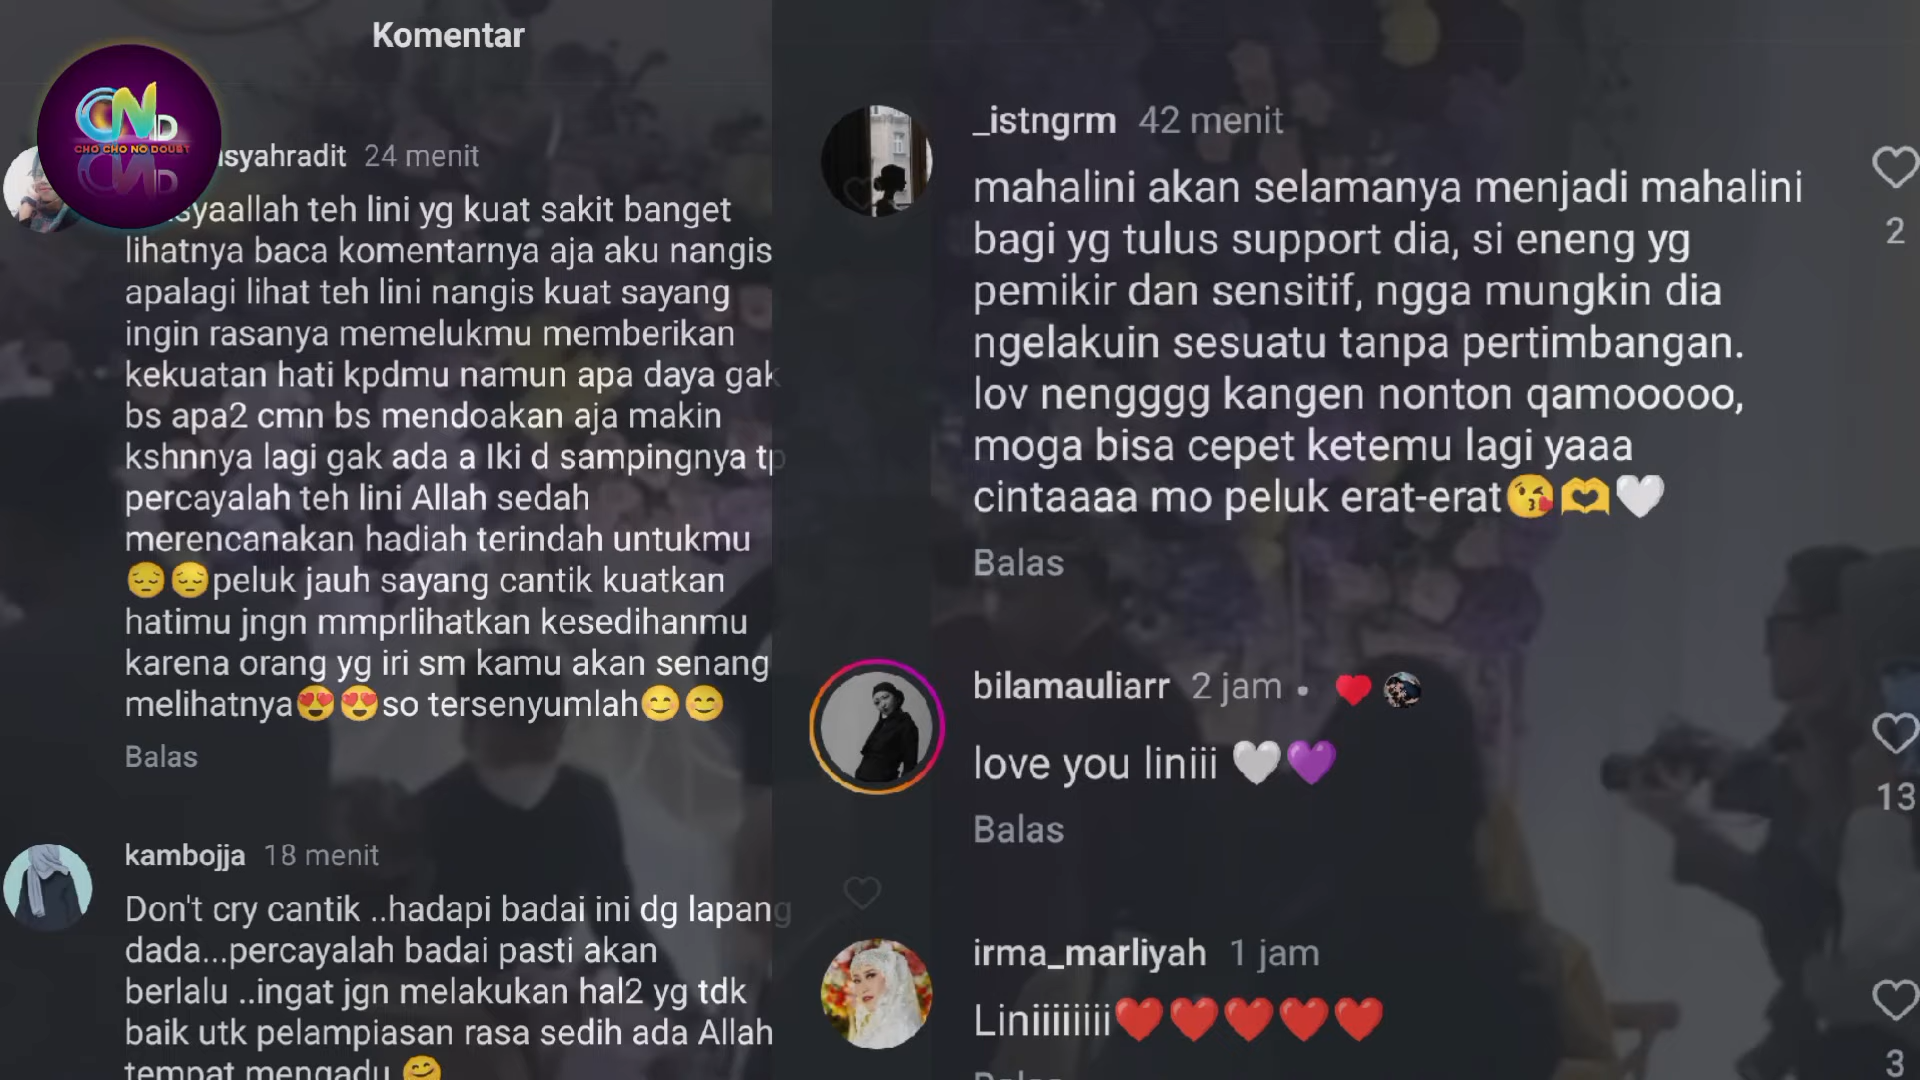 Komentar
CND
CHO CHO NO DOUBT
syahradit 24 menit
syaallah teh lini yg kuat sakit banget
lihatnya baca komentarnya aja aku nangis
apalagi lihat teh lini nangis kuat sayang
ingin rasanya memelukmu memberikan
kekuatan hati kpdmu namun apa daya gak
bs apa2 cmn bs mendoakan aja makin
kshnnya lagi gak ada a Iki d sampingnya tp
percayalah teh lini Allah sedah
merencanakan hadiah terindah untukmu
😔😔peluk jauh sayang cantik kuatkan
hatimu jngn mmprlihatkan kesedihanmu
karena orang yg iri sm kamu akan senang
melihatnya😍😍so tersenyumlah😊😊
Balas
kambojja 18 menit
Don't cry cantik ..hadapi badai ini dg lapang
dada...percayalah badai pasti akan
berlalu ..ingat jgn melakukan hal2 yg tdk
baik utk pelampiasan rasa sedih ada Allah
tempat mengadu 🤗
_istngrm 42 menit
mahalini akan selamanya menjadi mahalini
bagi yg tulus support dia, si eneng yg
pemikir dan sensitif, ngga mungkin dia
ngelakuin sesuatu tanpa pertimbangan.
lov nengggg kangen nonton qamooooo,
moga bisa cepet ketemu lagi yaaa
cintaaaa mo peluk erat-erat😘🫶🤍
2
Balas
bilamauliarr 2 jam • ❤️
love you liniii 🤍💜
13
Balas
irma_marliyah 1 jam
Liniiiiiiiii❤️❤️❤️❤️❤️
3
Balas